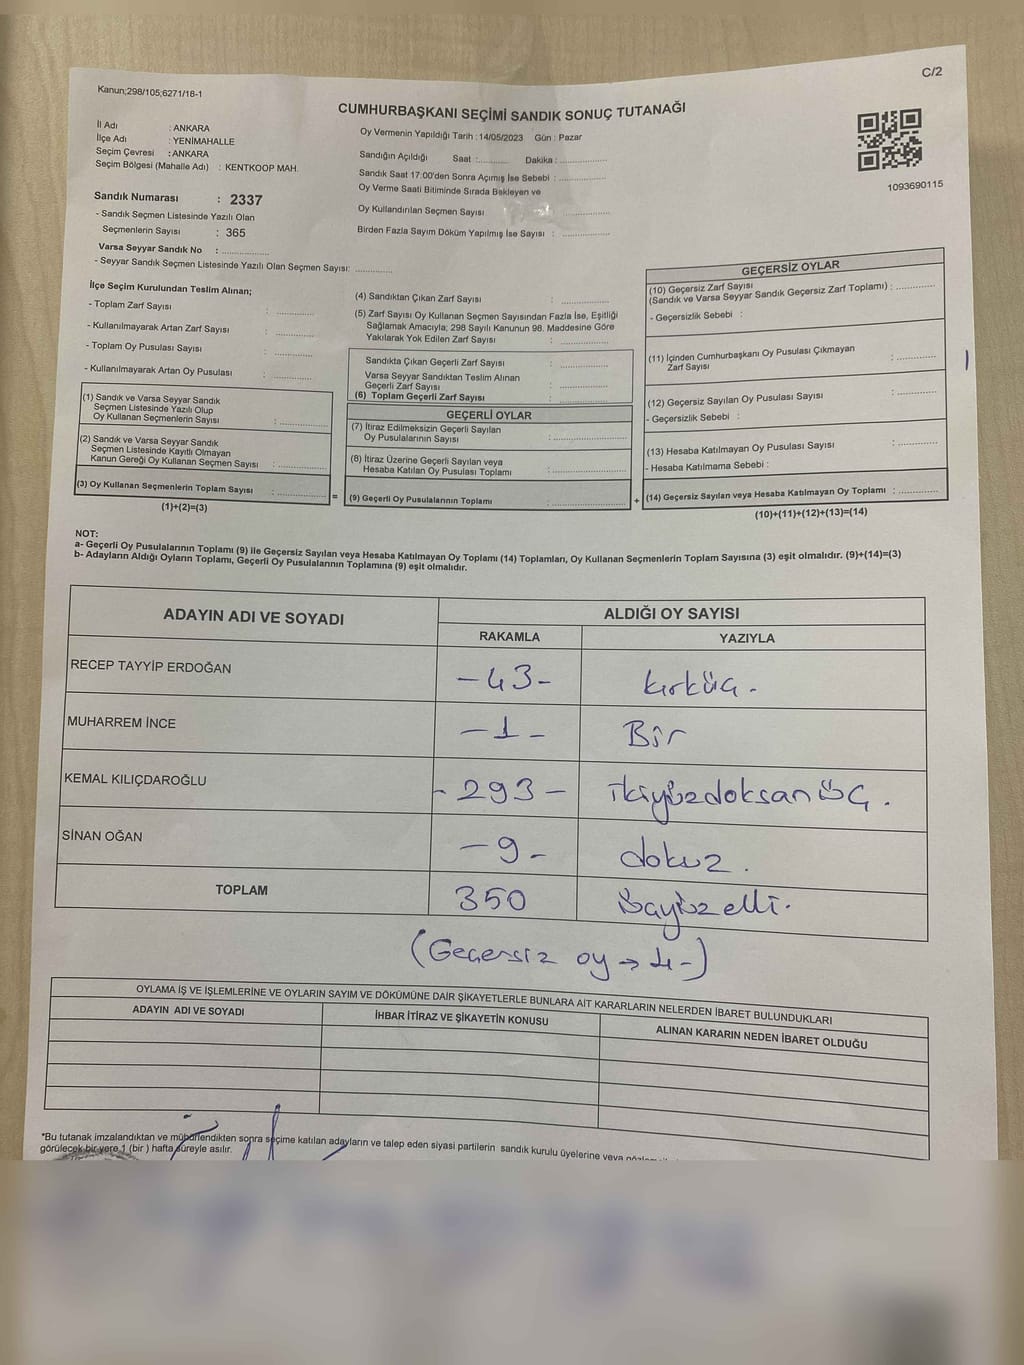 C/2
Kanun;298/105;6271/18-1
CUMHURBAŞKANI SEÇİMİ SANDIK SONUÇ TUTANAĞI
İl Adı : ANKARA
İlçe Adı : YENİMAHALLE
Seçim Çevresi : ANKARA
Seçim Bölgesi (Mahalle Adı) : KENTKOOP MAH.
Oy Vermenin Yapıldığı Tarih : 14/05/2023 Gün : Pazar
Sandığın Açıldığı Saat :........... Dakika : ................
Sandık Saat 17:00'den Sonra Açımış İse Sebebi : ................
Oy Verme Saati Bitiminde Sırada Bekleyen ve
Oy Kullandırılan Seçmen Sayısı ................
Birden Fazla Sayım Döküm Yapılmış İse Sayısı : ................
1093690115
Sandık Numarası : 2337
- Sandık Seçmen Listesinde Yazılı Olan
Seçmenlerin Sayısı : 365
Varsa Seyyar Sandık No : ................
- Seyyar Sandık Seçmen Listesinde Yazılı Olan Seçmen Sayısı: .............
İlçe Seçim Kurulundan Teslim Alınan;
- Toplam Zarf Sayısı : .............
- Kullanılmayarak Artan Zarf Sayısı : .............
- Toplam Oy Pusulası Sayısı : .............
- Kullanılmayarak Artan Oy Pusulası : .............
(1) Sandık ve Varsa Seyyar Sandık
Seçmen Listesinde Yazılı Olup
Oy Kullanan Seçmenlerin Sayısı : ................
(2) Sandık ve Varsa Seyyar Sandık
Seçmen Listesinde Kayıtlı Olmayan
Kanun Gereği Oy Kullanan Seçmen Sayısı : ................
(3) Oy Kullanan Seçmenlerin Toplam Sayısı : ................
(1)+(2)=(3)
(4) Sandıktan Çıkan Zarf Sayısı : ................
(5) Zarf Sayısı Oy Kullanan Seçmen Sayısından Fazla İse, Eşitliği
Sağlamak Amacıyla; 298 Sayılı Kanunun 98. Maddesine Göre
Yakılarak Yok Edilen Zarf Sayısı : ................
Sandıkta Çıkan Geçerli Zarf Sayısı : ................
Varsa Seyyar Sandıktan Teslim Alınan
Geçerli Zarf Sayısı : ................
(6) Toplam Geçerli Zarf Sayısı : ................
GEÇERLİ OYLAR
(7) İtiraz Edilmeksizin Geçerli Sayılan
Oy Pusulalarının Sayısı : ................
(8) İtiraz Üzerine Geçerli Sayılan veya
Hesaba Katılan Oy Pusulası Toplamı : ................
= (9) Geçerli Oy Pusulalarının Toplamı : ................
GEÇERSİZ OYLAR
(10) Geçersiz Zarf Sayısı
(Sandık ve Varsa Seyyar Sandık Geçersiz Zarf Toplamı) : .............
- Geçersizlik Sebebi :
(11) İçinden Cumhurbaşkanı Oy Pusulası Çıkmayan
Zarf Sayısı : .............
(12) Geçersiz Sayılan Oy Pusulası Sayısı : .............
- Geçersizlik Sebebi :
(13) Hesaba Katılmayan Oy Pusulası Sayısı : .............
- Hesaba Katılmama Sebebi :
+ (14) Geçersiz Sayılan veya Hesaba Katılmayan Oy Toplamı : .............
(10)+(11)+(12)+(13)=(14)
NOT:
a- Geçerli Oy Pusulalarının Toplamı (9) ile Geçersiz Sayılan veya Hesaba Katılmayan Oy Toplamı (14) Toplamları, Oy Kullanan Seçmenlerin Toplam Sayısına (3) eşit olmalıdır. (9)+(14)=(3)
b- Adayların Aldığı Oyların Toplamı, Geçerli Oy Pusulalarının Toplamına (9) eşit olmalıdır.
ADAYIN ADI VE SOYADI ALDIĞI OY SAYISI
RAKAMLA YAZIYLA
RECEP TAYYİP ERDOĞAN -43- kırküç.
MUHARREM İNCE -1- Bir
KEMAL KILIÇDAROĞLU -293- ikiyüzdoksanüç.
SİNAN OĞAN -9- dokuz.
TOPLAM 350 üçyüzelli.
(Geçersiz oy → 4-)
OYLAMA İŞ VE İŞLEMLERİNE VE OYLARIN SAYIM VE DÖKÜMÜNE DAİR ŞİKAYETLERLE BUNLARA AİT KARARLARIN NELERDEN İBARET BULUNDUKLARI
ADAYIN ADI VE SOYADI İHBAR İTİRAZ VE ŞİKAYETİN KONUSU ALINAN KARARIN NEDEN İBARET OLDUĞU
*Bu tutanak imzalandıktan ve mühürlendikten sonra seçime katılan adayların ve talep eden siyasi partilerin sandık kurulu üyelerine veya
görülecek bir yere 1 (bir ) hafta süreyle asılır.